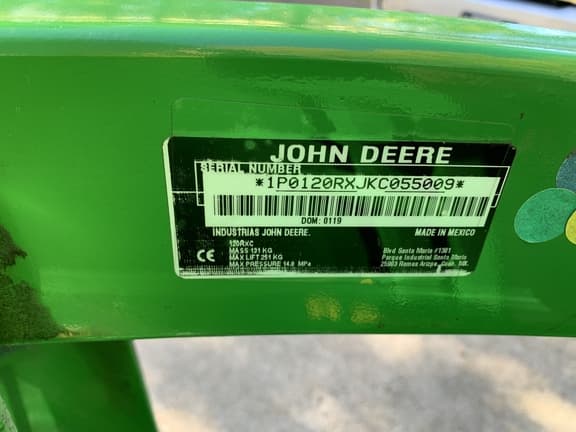 JOHN DEERE
SERIAL NUMBER
*1P0120RXJKC055009*
DOM: 0119
INDUSTRIAS JOHN DEERE. MADE IN MEXICO
120RXC
MASS 131 KG
MAX LIFT 251 KG
MAX PRESSURE 14.8 MPa
CE
Blvd Santa Maria #1321
Parque Industrial Santa Maria
25903 Ramos Arizpe, Coah. MX.